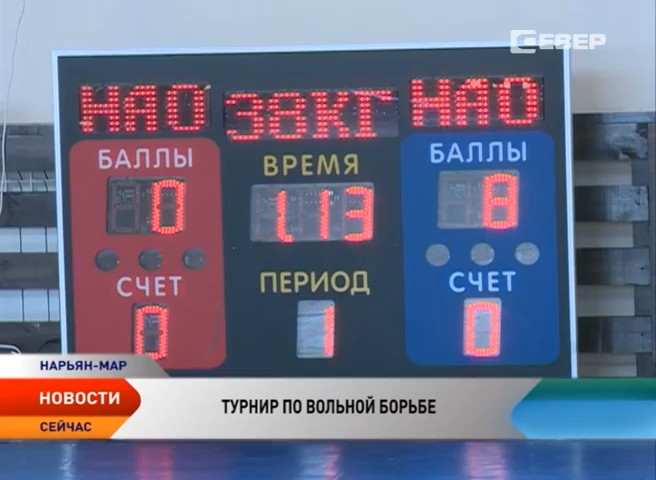 СЕВЕР
НАО 38КГ НАО
БАЛЛЫ ВРЕМЯ БАЛЛЫ
0 1.13 8
СЧЕТ ПЕРИОД СЧЕТ
0 1 0
НАРЬЯН-МАР
НОВОСТИ
СЕЙЧАС
ТУРНИР ПО ВОЛЬНОЙ БОРЬБЕ